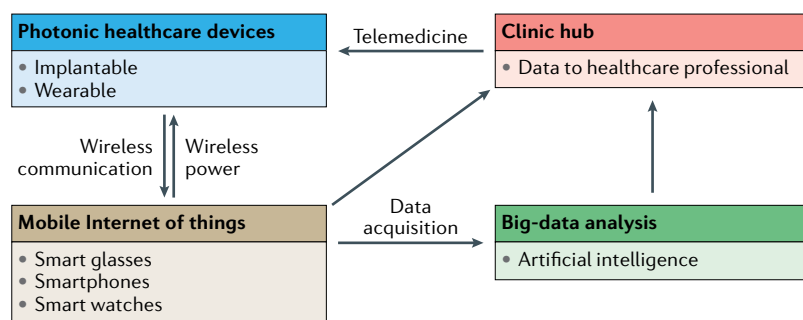 Photonic healthcare devices
• Implantable
• Wearable
Telemedicine
Clinic hub
• Data to healthcare professional
Wireless
communication
Wireless
power
Mobile Internet of things
• Smart glasses
• Smartphones
• Smart watches
Data
acquisition
Big-data analysis
• Artificial intelligence